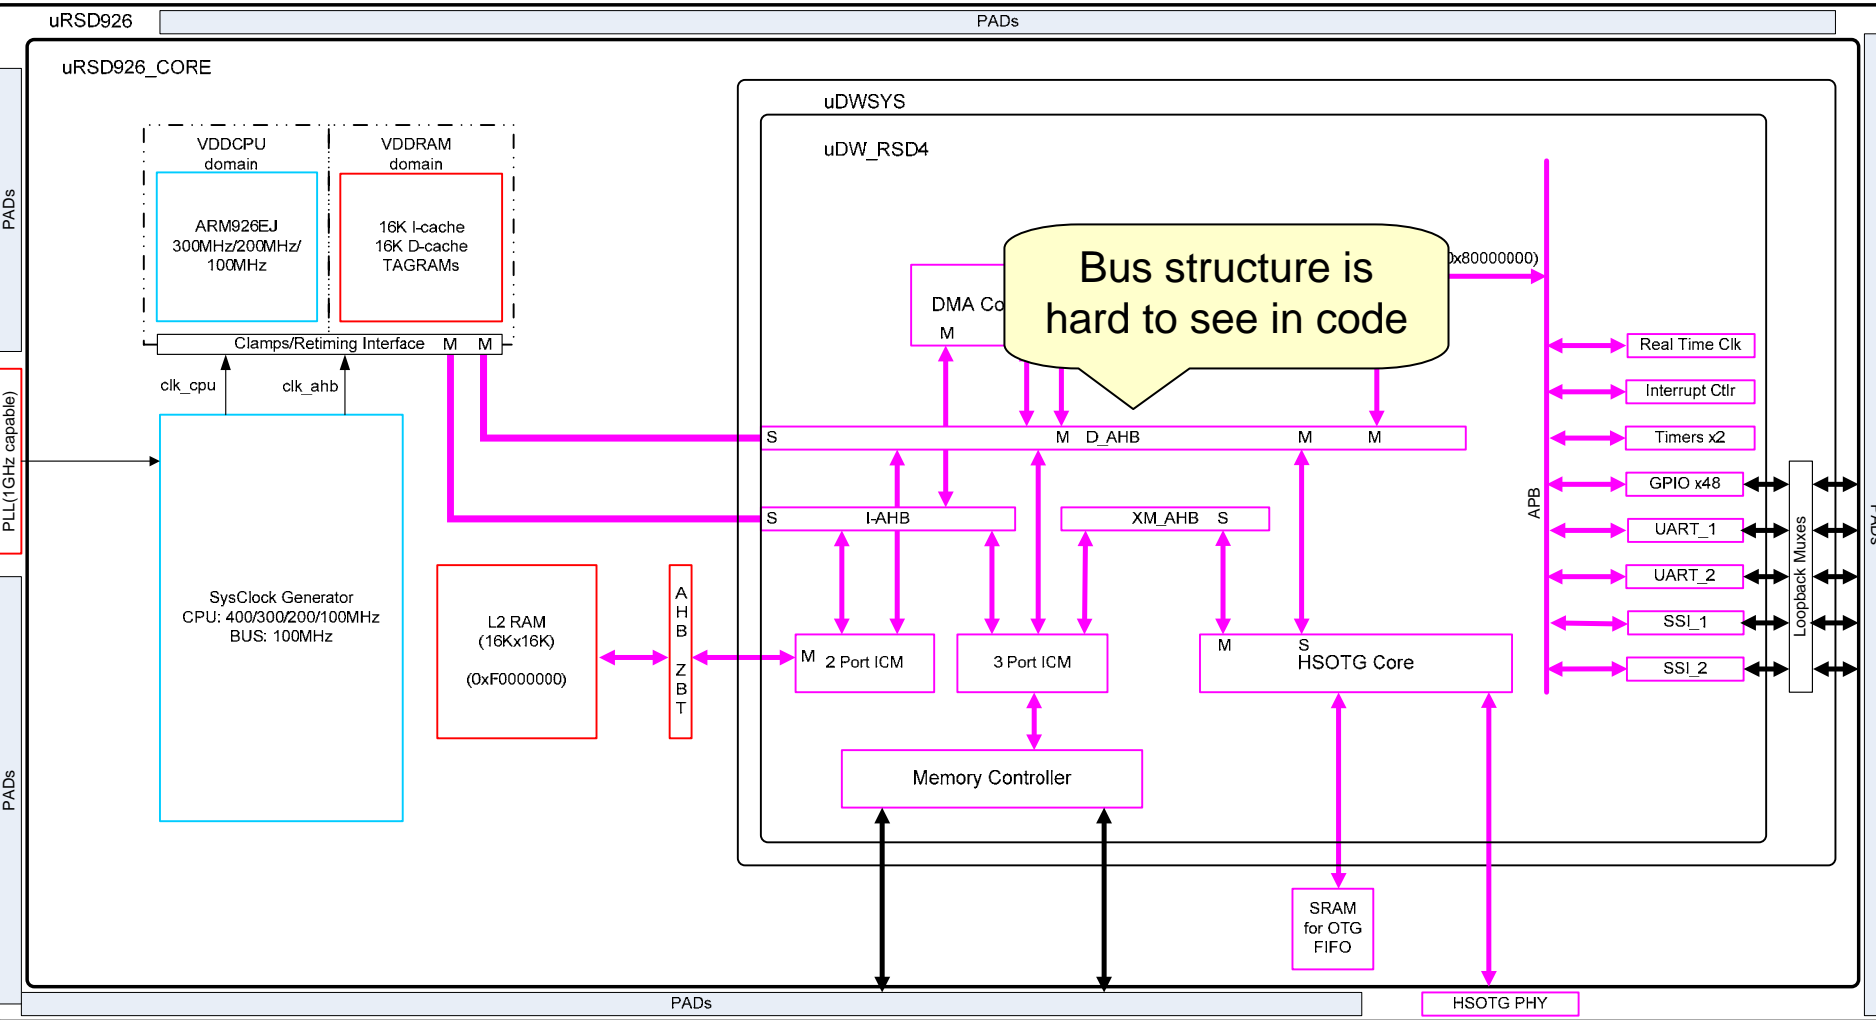 uRSD926
PADs
uRSD926_CORE
uDWSYS
uDW_RSD4
VDDCPU
domain
VDDRAM
domain
ARM926EJ
300MHz/200MHz/
100MHz
16K I-cache
16K D-cache
TAGRAMs
Clamps/Retiming Interface M M
clk_cpu
clk_ahb
PADs
PLL(1GHz capable)
PADs
SysClock Generator
CPU: 400/300/200/100MHz
BUS: 100MHz
Bus structure is
hard to see in code
0x80000000)
DMA Co
M
S M D_AHB M M
S I-AHB
XM_AHB S
L2 RAM
(16Kx16K)
(0xF0000000)
AHB ZBT
M 2 Port ICM
3 Port ICM
M S
HSOTG Core
Memory Controller
APB
Real Time Clk
Interrupt Ctlr
Timers x2
GPIO x48
UART_1
UART_2
SSI_1
SSI_2
Loopback Muxes
PADs
SRAM
for OTG
FIFO
PADs
HSOTG PHY